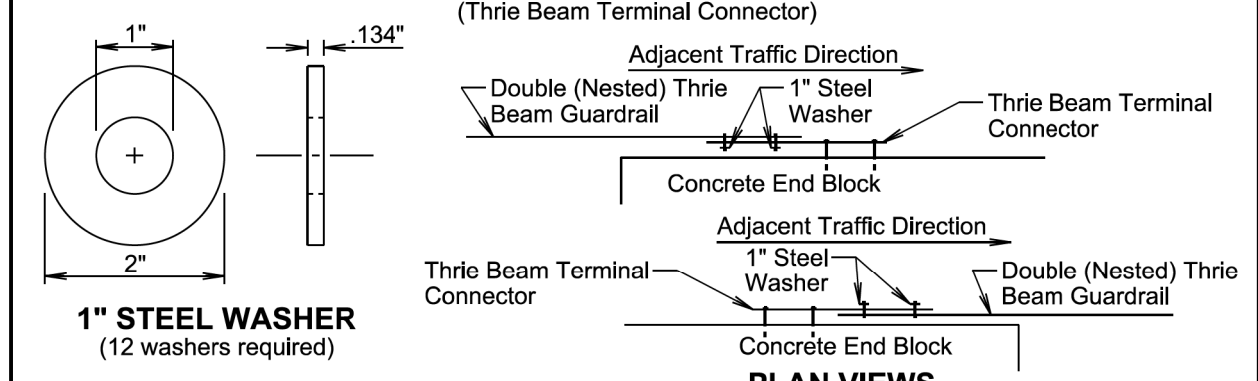 1"
.134"
2"
1" STEEL WASHER
(12 washers required)
(Thrie Beam Terminal Connector)
Adjacent Traffic Direction
Double (Nested) Thrie
Beam Guardrail
1" Steel
Washer
Thrie Beam Terminal
Connector
Concrete End Block
Adjacent Traffic Direction
Thrie Beam Terminal
Connector
1" Steel
Washer
Double (Nested) Thrie
Beam Guardrail
Concrete End Block
PLAN VIEWS